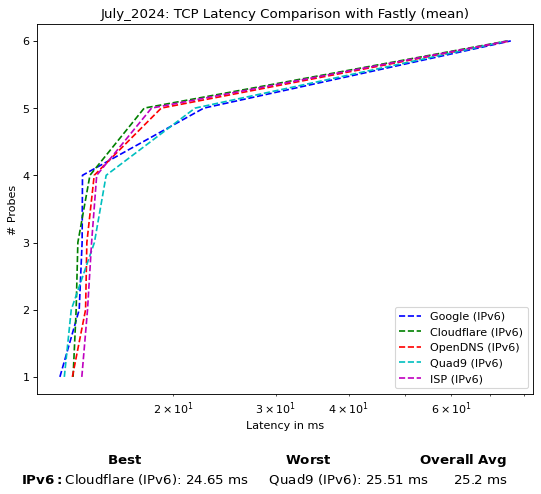 July_2024: TCP Latency Comparison with Fastly (mean)
6
5
4
3
2
1
# Probes
Google (IPv6)
Cloudflare (IPv6)
OpenDNS (IPv6)
Quad9 (IPv6)
ISP (IPv6)
2 × 10¹ 3 × 10¹ 4 × 10¹ 6 × 10¹
Latency in ms
Best Worst Overall Avg
IPv6: Cloudflare (IPv6): 24.65 ms Quad9 (IPv6): 25.51 ms 25.2 ms